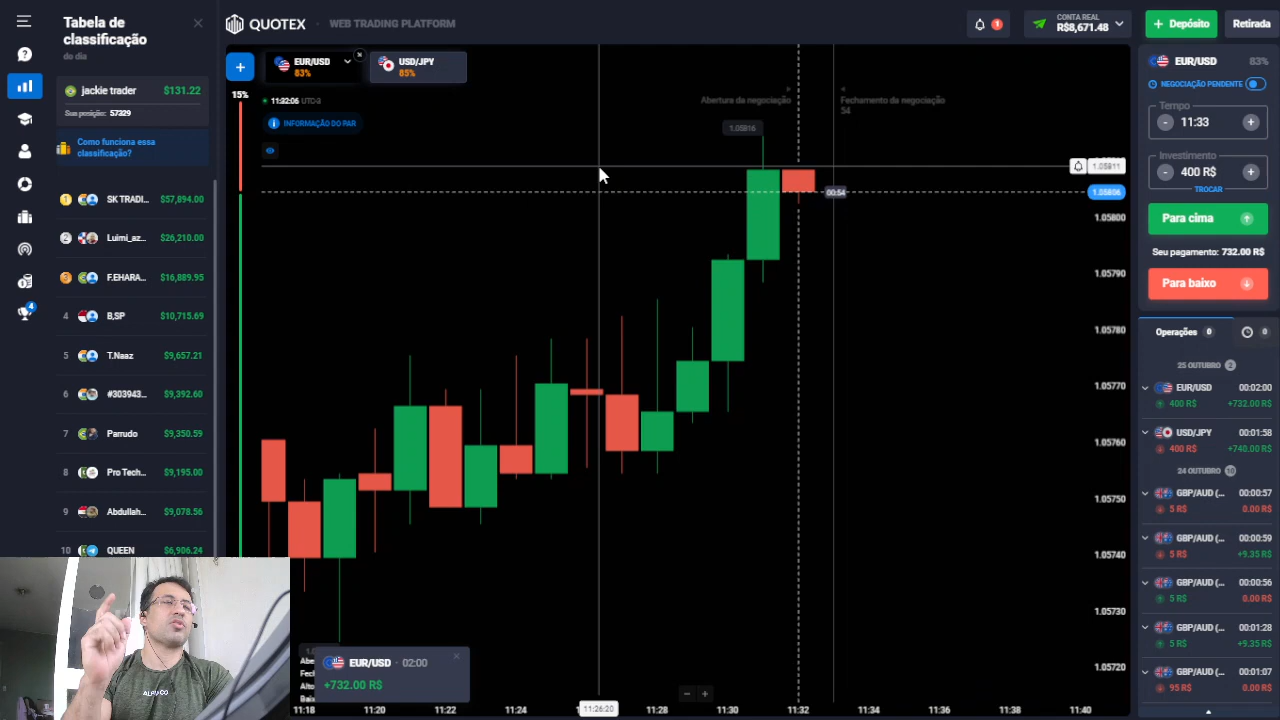 Tabela de
classificação
do dia
jackie trader $131.22
Sua posição: 57329
Como funciona essa
classificação?
SK TRADI... $57,894.00
Luimi_az... $26,210.00
F.EHARA... $16,889.95
4 B,SP $10,715.69
5 T.Naaz $9,657.21
6 #303943... $9,392.60
7 Parrudo $9,350.59
8 Pro Tech... $9,195.00
9 Abdullah... $9,078.56
10 QUEEN $6,906.24
QUOTEX
WEB TRADING PLATFORM
1
CONTA REAL
R$8,671.48
+ Depósito
Retirada
EUR/USD
83%
USD/JPY
85%
15%
11:32:06 UTC-3
INFORMAÇÃO DO PAR
Abertura da negociação
Fechamento da negociação
54
1.05816
1.05811
00:54
1.05806
1.05800
1.05790
1.05780
1.05770
1.05760
1.05750
1.05740
1.05730
1.05720
EUR/USD · 02:00
+732.00 R$
11:18 11:20 11:22 11:24 11:26:20 11:28 11:30 11:32 11:34 11:36 11:38 11:40
EUR/USD 83%
NEGOCIAÇÃO PENDENTE
Tempo
- 11:33 +
Investimento
- 400 R$ +
TROCAR
Para cima
Seu pagamento: 732.00 R$
Para baixo
Operações 0 0
25 OUTUBRO 2
EUR/USD 00:02:00
400 R$ +732.00 R$
USD/JPY 00:01:58
400 R$ +740.00 R$
24 OUTUBRO 10
GBP/AUD (... 00:00:57
5 R$ 0.00 R$
GBP/AUD (... 00:00:59
5 R$ +9.35 R$
GBP/AUD (... 00:00:56
5 R$ 0.00 R$
GBP/AUD (... 00:01:28
5 R$ +9.35 R$
GBP/AUD (... 00:01:07
95 R$ 0.00 R$